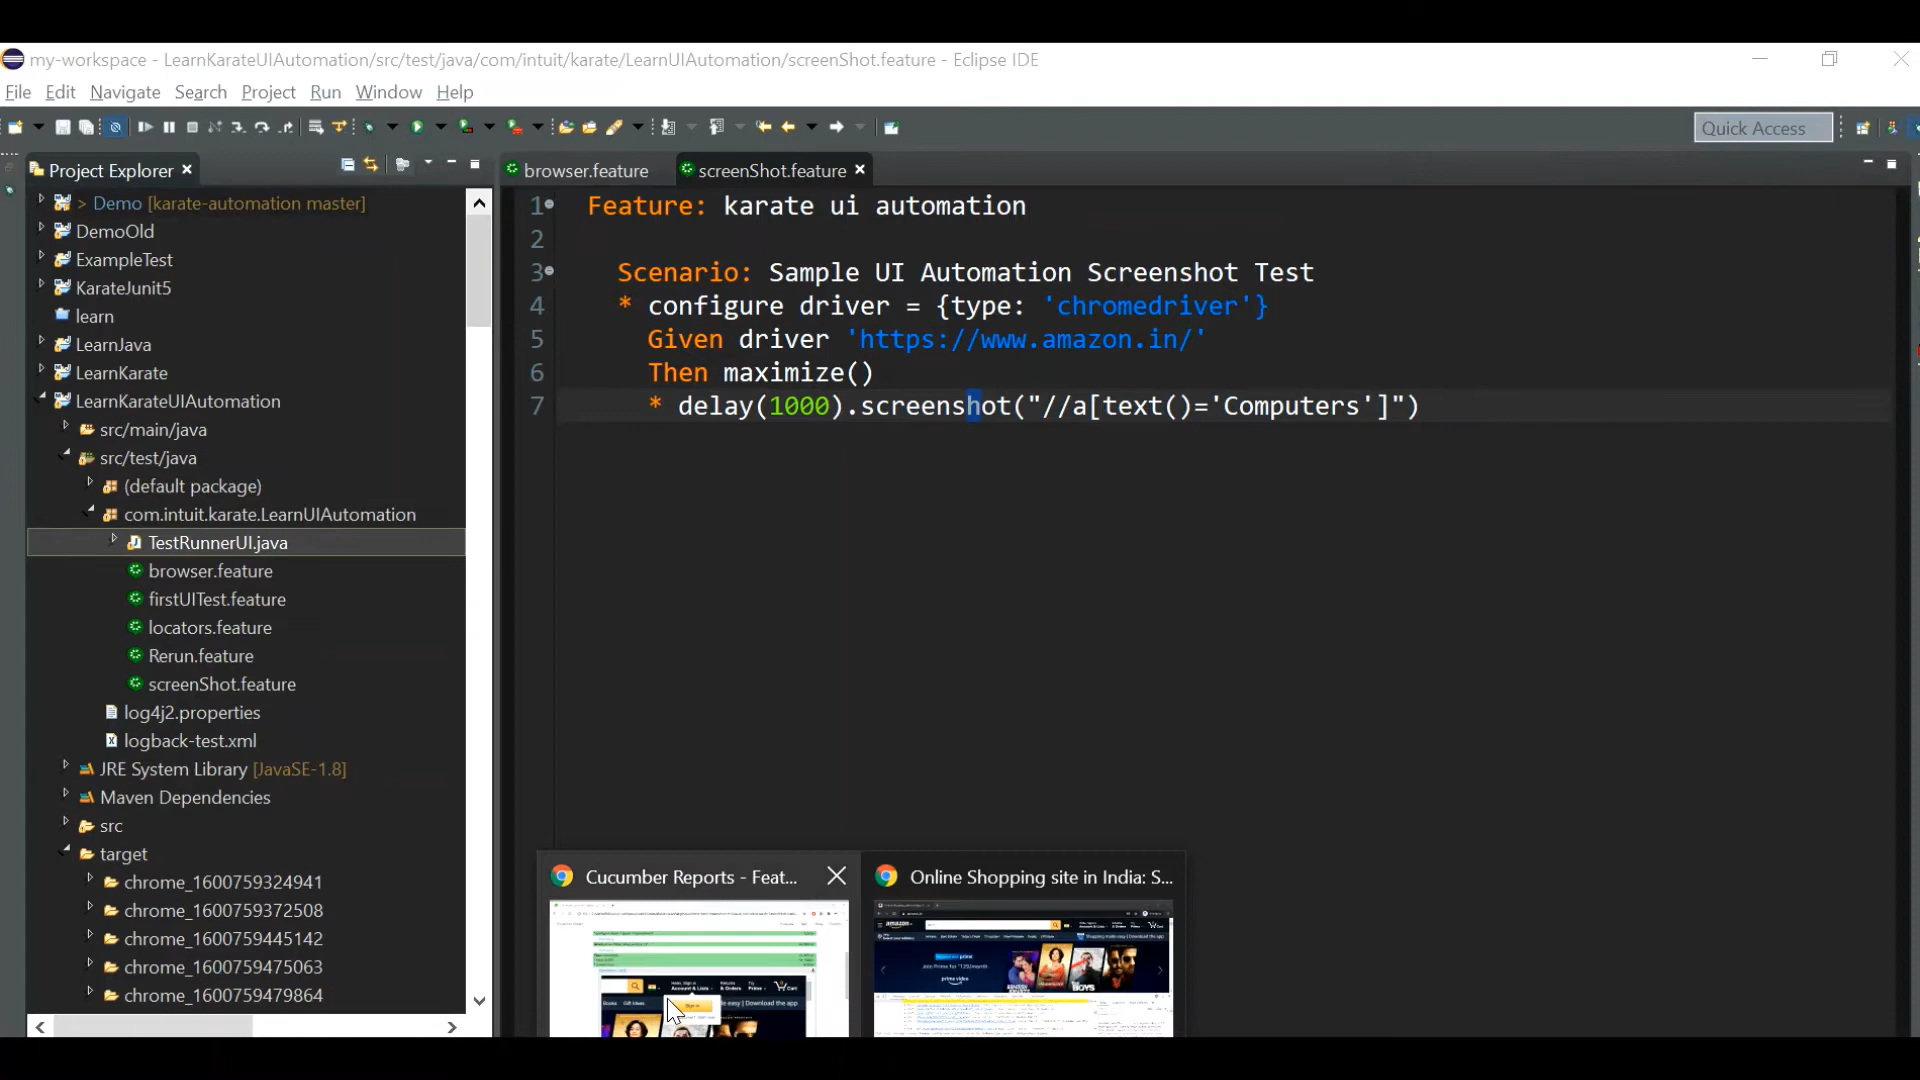 my-workspace - LearnKarateUIAutomation/src/test/java/com/intuit/karate/LearnUIAutomation/screenShot.feature - Eclipse IDE
File Edit Navigate Search Project Run Window Help
Quick Access
Project Explorer
browser.feature
screenShot.feature
> Demo [karate-automation master]
DemoOld
ExampleTest
KarateJunit5
learn
LearnJava
LearnKarate
LearnKarateUIAutomation
src/main/java
src/test/java
(default package)
com.intuit.karate.LearnUIAutomation
TestRunnerUI.java
browser.feature
firstUITest.feature
locators.feature
Rerun.feature
screenShot.feature
log4j2.properties
logback-test.xml
JRE System Library [JavaSE-1.8]
Maven Dependencies
src
target
chrome_1600759324941
chrome_1600759372508
chrome_1600759445142
chrome_1600759475063
chrome_1600759479864
1 Feature: karate ui automation
2
3 Scenario: Sample UI Automation Screenshot Test
4 * configure driver = {type: 'chromedriver'}
5 Given driver 'https://www.amazon.in/'
6 Then maximize()
7 * delay(1000).screenshot("//a[text()='Computers']")
Cucumber Reports - Feat...
Online Shopping site in India: S...